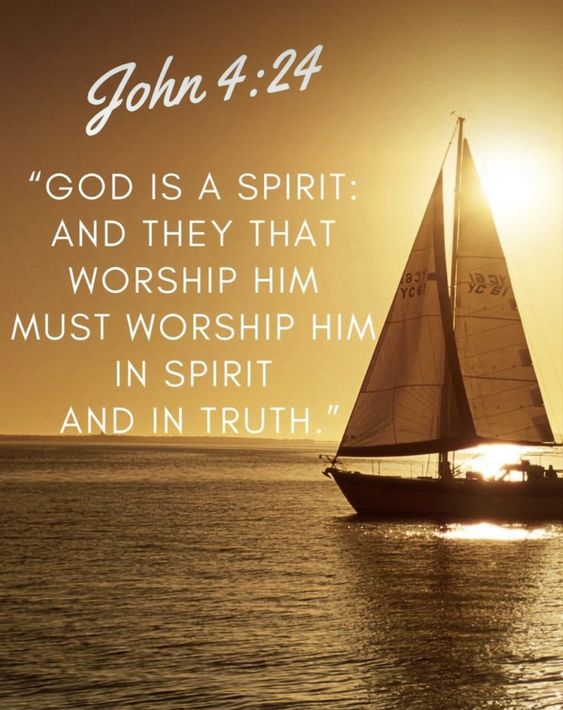 John 4:24
“GOD IS A SPIRIT:
AND THEY THAT
WORSHIP HIM
MUST WORSHIP HIM
IN SPIRIT
AND IN TRUTH.”